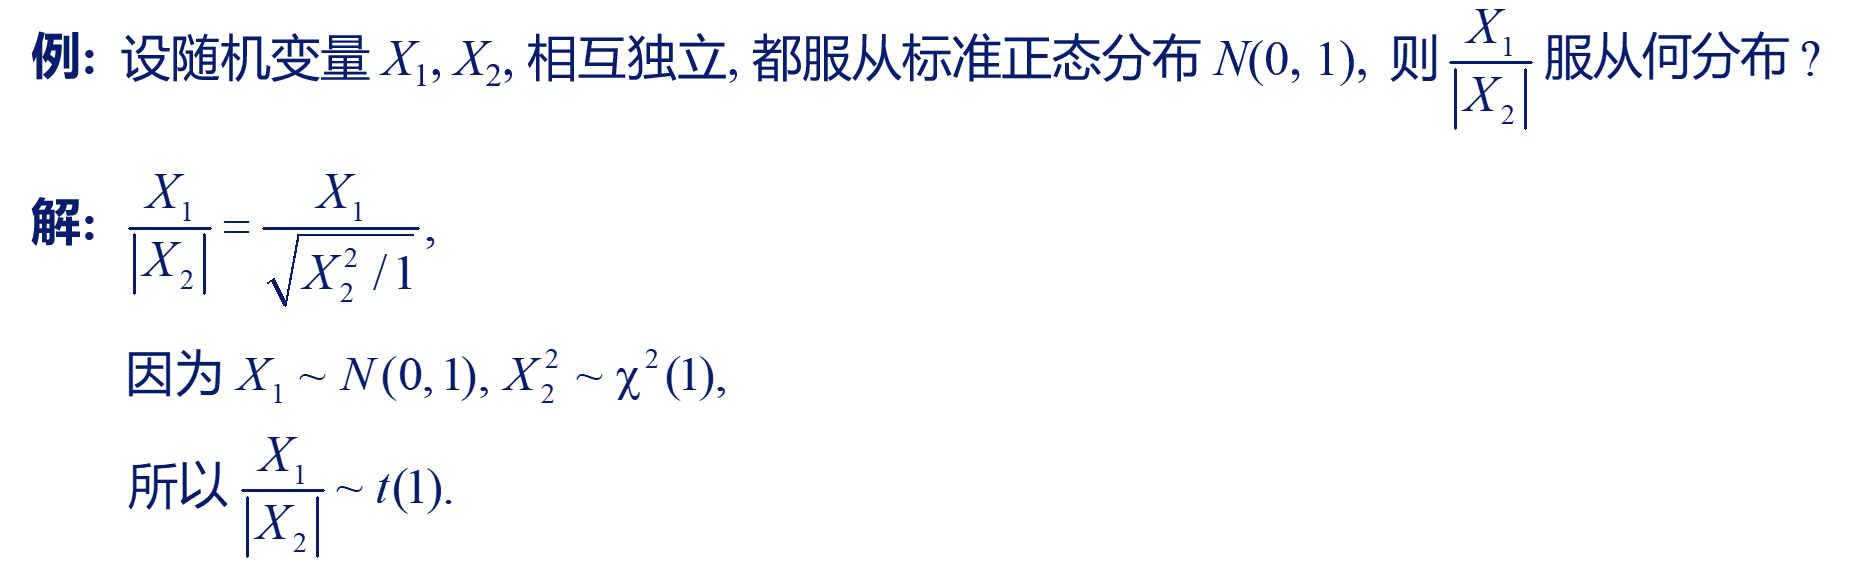 例: 设随机变量 X₁, X₂, 相互独立, 都服从标准正态分布 N(0, 1), 则 X₁/|X₂| 服从何分布?
解: X₁/|X₂| = X₁/√(X₂²/1),
因为 X₁ ~ N(0, 1), X₂² ~ χ²(1),
所以 X₁/|X₂| ~ t(1).